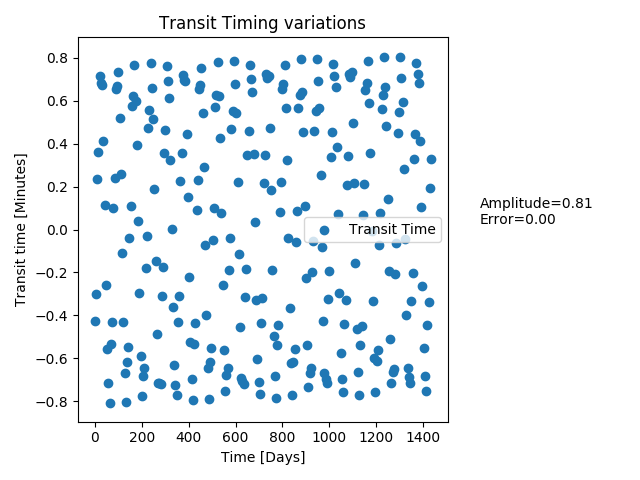 Transit Timing variations
Transit time [Minutes]
0.8
0.6
0.4
0.2
0.0
−0.2
−0.4
−0.6
−0.8
Transit Time
Amplitude=0.81
Error=0.00
0 200 400 600 800 1000 1200 1400
Time [Days]